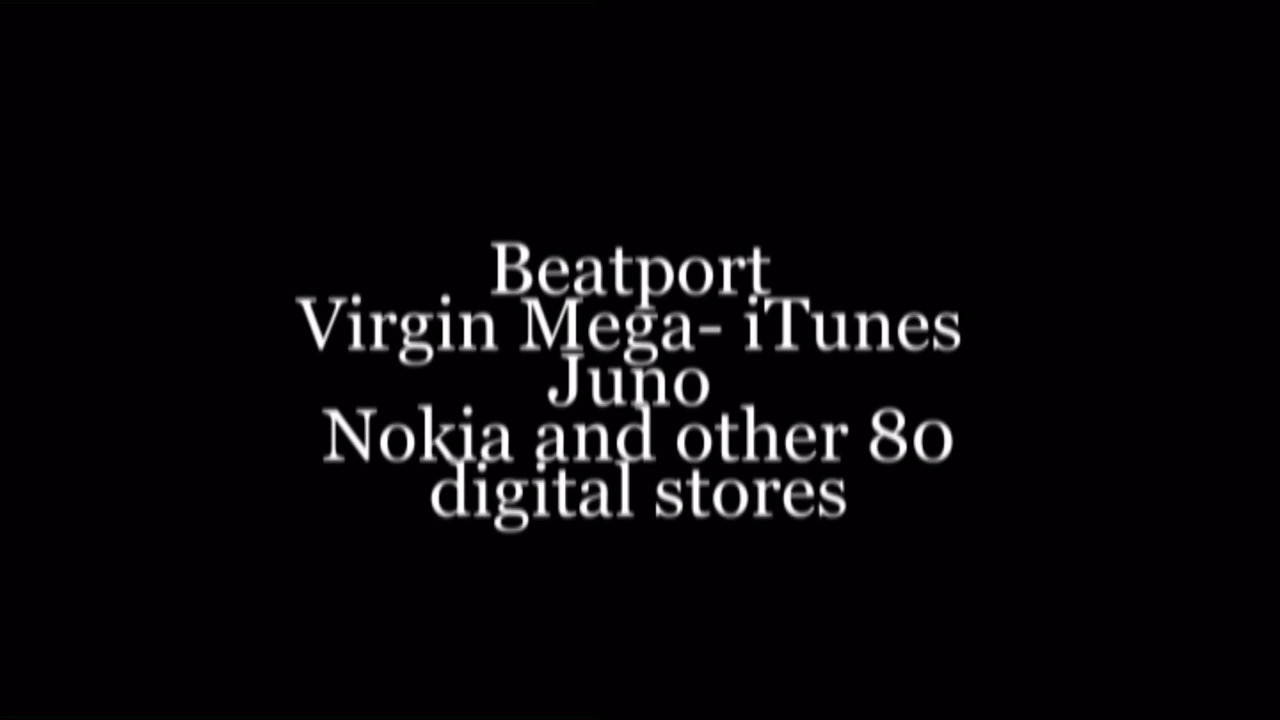 Beatport
Virgin Mega- iTunes
Juno
Nokia and other 80
digital stores